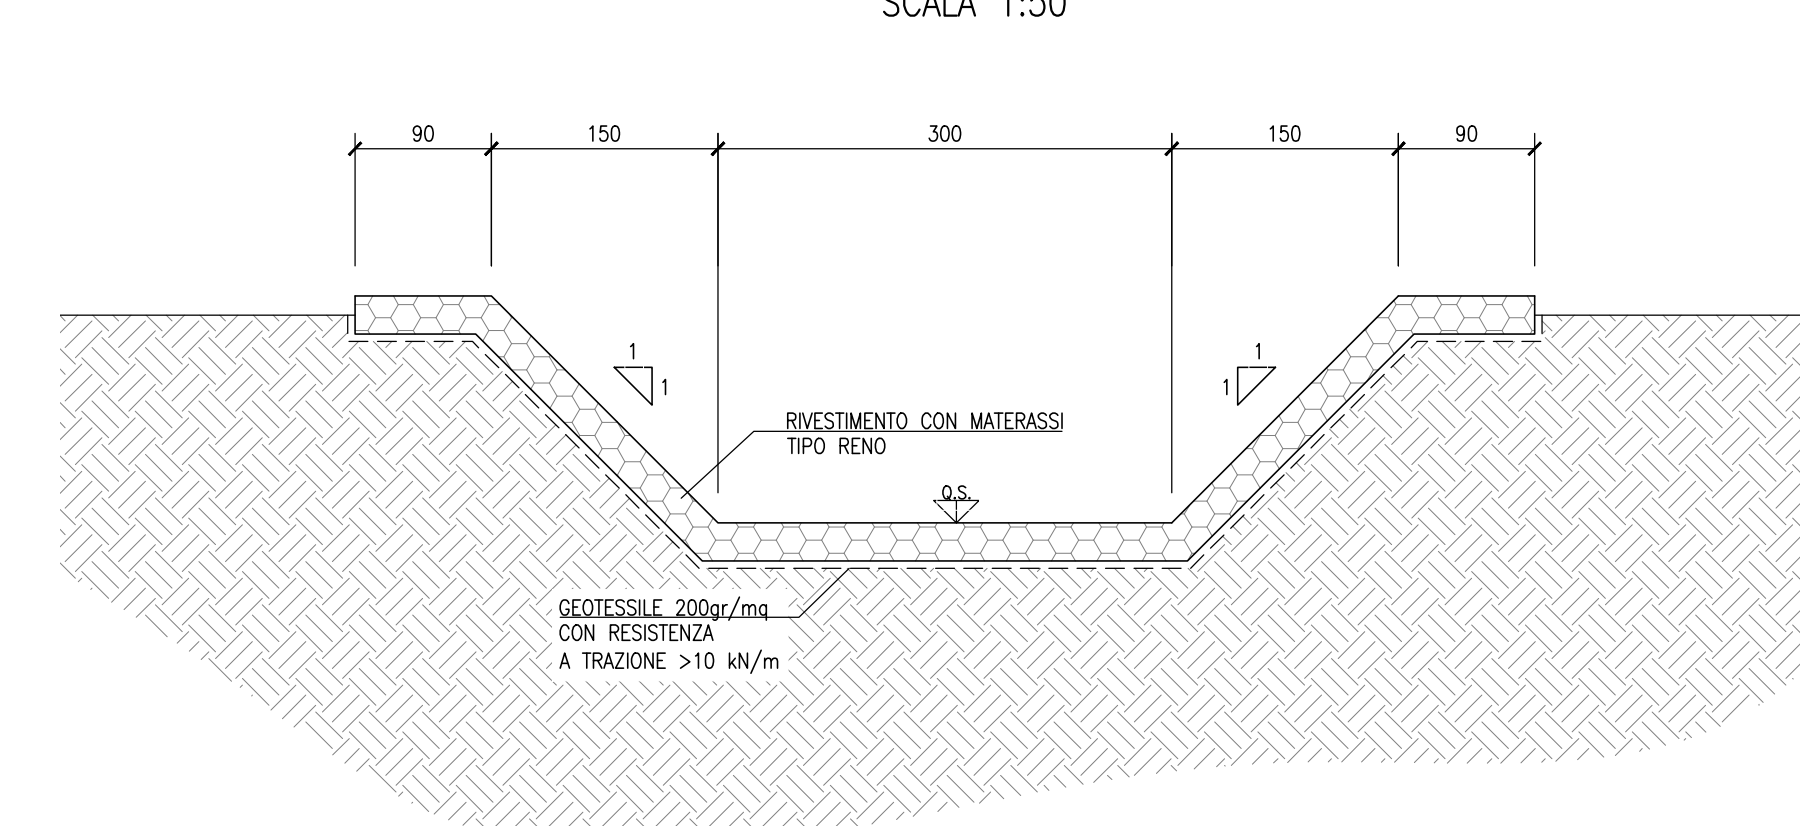 SCALA 1:50
90 150 300 150 90
1 1
1 1
RIVESTIMENTO CON MATERASSI
TIPO RENO
Q.S.
GEOTESSILE 200gr/mq
CON RESISTENZA
A TRAZIONE >10 kN/m